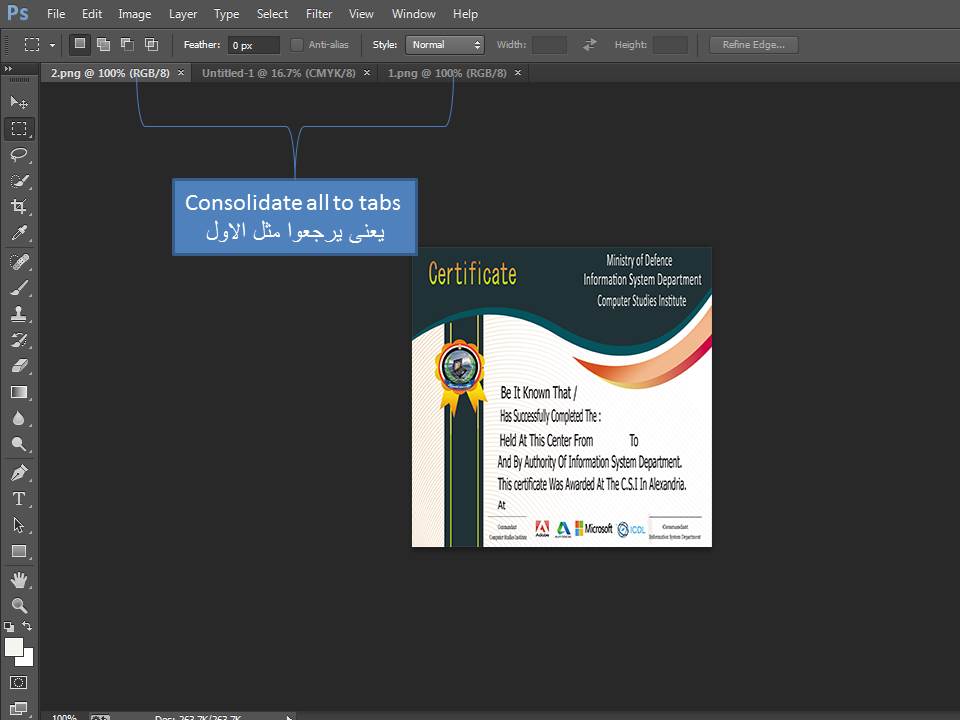 Ps File Edit Image Layer Type Select Filter View Window Help
Feather: 0 px Anti-alias Style: Normal Width: Height: Refine Edge...
2.png @ 100% (RGB/8) × Untitled-1 @ 16.7% (CMYK/8) × 1.png @ 100% (RGB/8) ×
Consolidate all to tabs
يعنى يرجعوا مثل الاول
Certificate
Ministry of Defence
Information System Department
Computer Studies Institute
Be It Known That /
Has Successfully Completed The :
Held At This Center From To
And By Authority Of Information System Department.
This certificate Was Awarded At The C.S.I In Alexandria.
At
Commandant
Computer Studies Institute
Adobe
Microsoft
ICDL
Commandant
Information System Department
100% Doc: 263.7K/263.7K